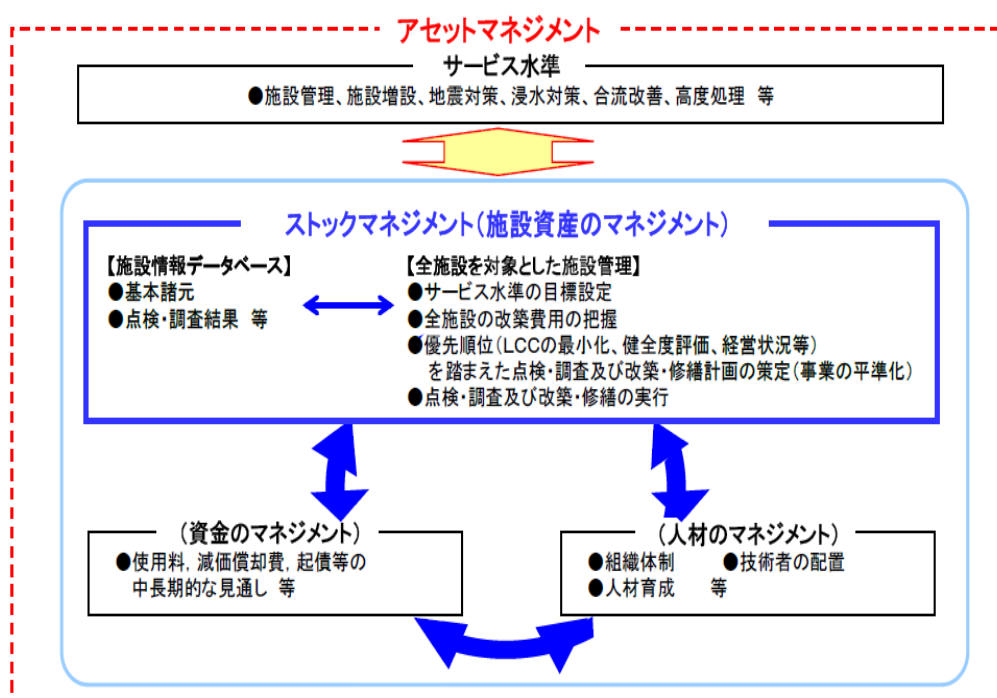 アセットマネジメント
サービス水準
●施設管理、施設増設、地震対策、浸水対策、合流改善、高度処理 等
ストックマネジメント(施設資産のマネジメント)
【施設情報データベース】
●基本諸元
●点検・調査結果 等
【全施設を対象とした施設管理】
●サービス水準の目標設定
●全施設の改築費用の把握
●優先順位(LCCの最小化、健全度評価、経営状況等)
を踏まえた点検・調査及び改築・修繕計画の策定(事業の平準化)
●点検・調査及び改築・修繕の実行
(資金のマネジメント)
●使用料, 減価償却費, 起債等の
中長期的な見通し 等
(人材のマネジメント)
●組織体制 ●技術者の配置
●人材育成 等